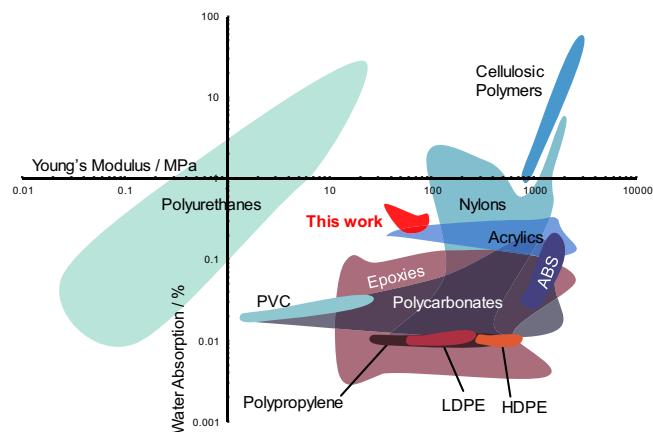 100
10
Cellulosic
Polymers
Young's Modulus / MPa
0.01
0.1
1
10
100
1000
10000
Polyurethanes
Nylons
This work
Acrylics
0.1
Epoxies
ABS
PVC
Polycarbonates
0.01
Water Absorption / %
Polypropylene
LDPE
HDPE
0.001